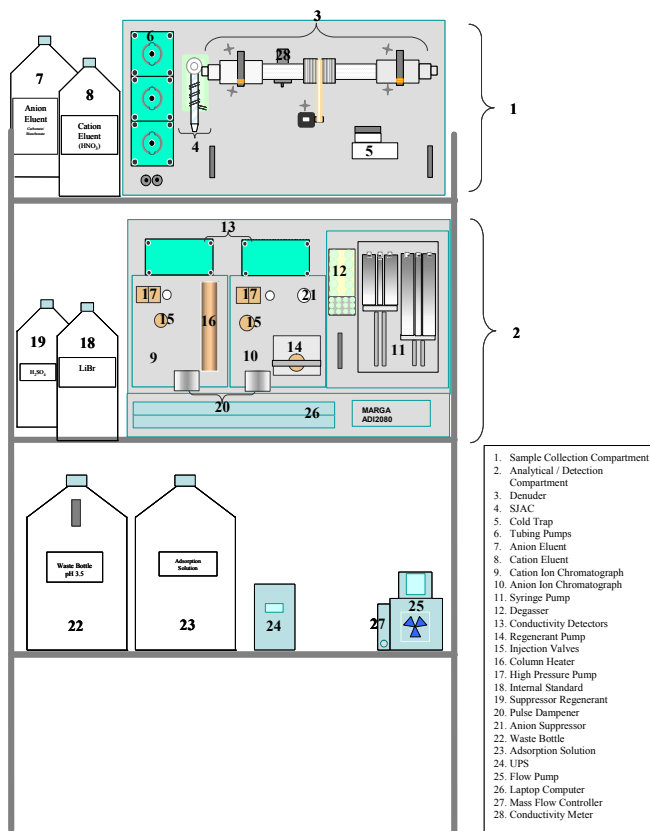 3
6
28
7
8
1
Anion
Eluent
Carbonate/
Bicarbonate
Cation
Eluent
(HNO3)
4
5
13
12
17
17
21
15
15
16
19
18
14
2
9
10
11
H2SO4
LiBr
20
26
MARGA
ADI2080
Waste Bottle
pH 3.5
Adsorption
Solution
22
23
24
27
25
1. Sample Collection Compartment
2. Analytical / Detection
Compartment
3. Denuder
4. SJAC
5. Cold Trap
6. Tubing Pumps
7. Anion Eluent
8. Cation Eluent
9. Cation Ion Chromatograph
10. Anion Ion Chromatograph
11. Syringe Pump
12. Degasser
13. Conductivity Detectors
14. Regenerant Pump
15. Injection Valves
16. Column Heater
17. High Pressure Pump
18. Internal Standard
19. Suppressor Regenerant
20. Pulse Dampener
21. Anion Suppressor
22. Waste Bottle
23. Adsorption Solution
24. UPS
25. Flow Pump
26. Laptop Computer
27. Mass Flow Controller
28. Conductivity Meter